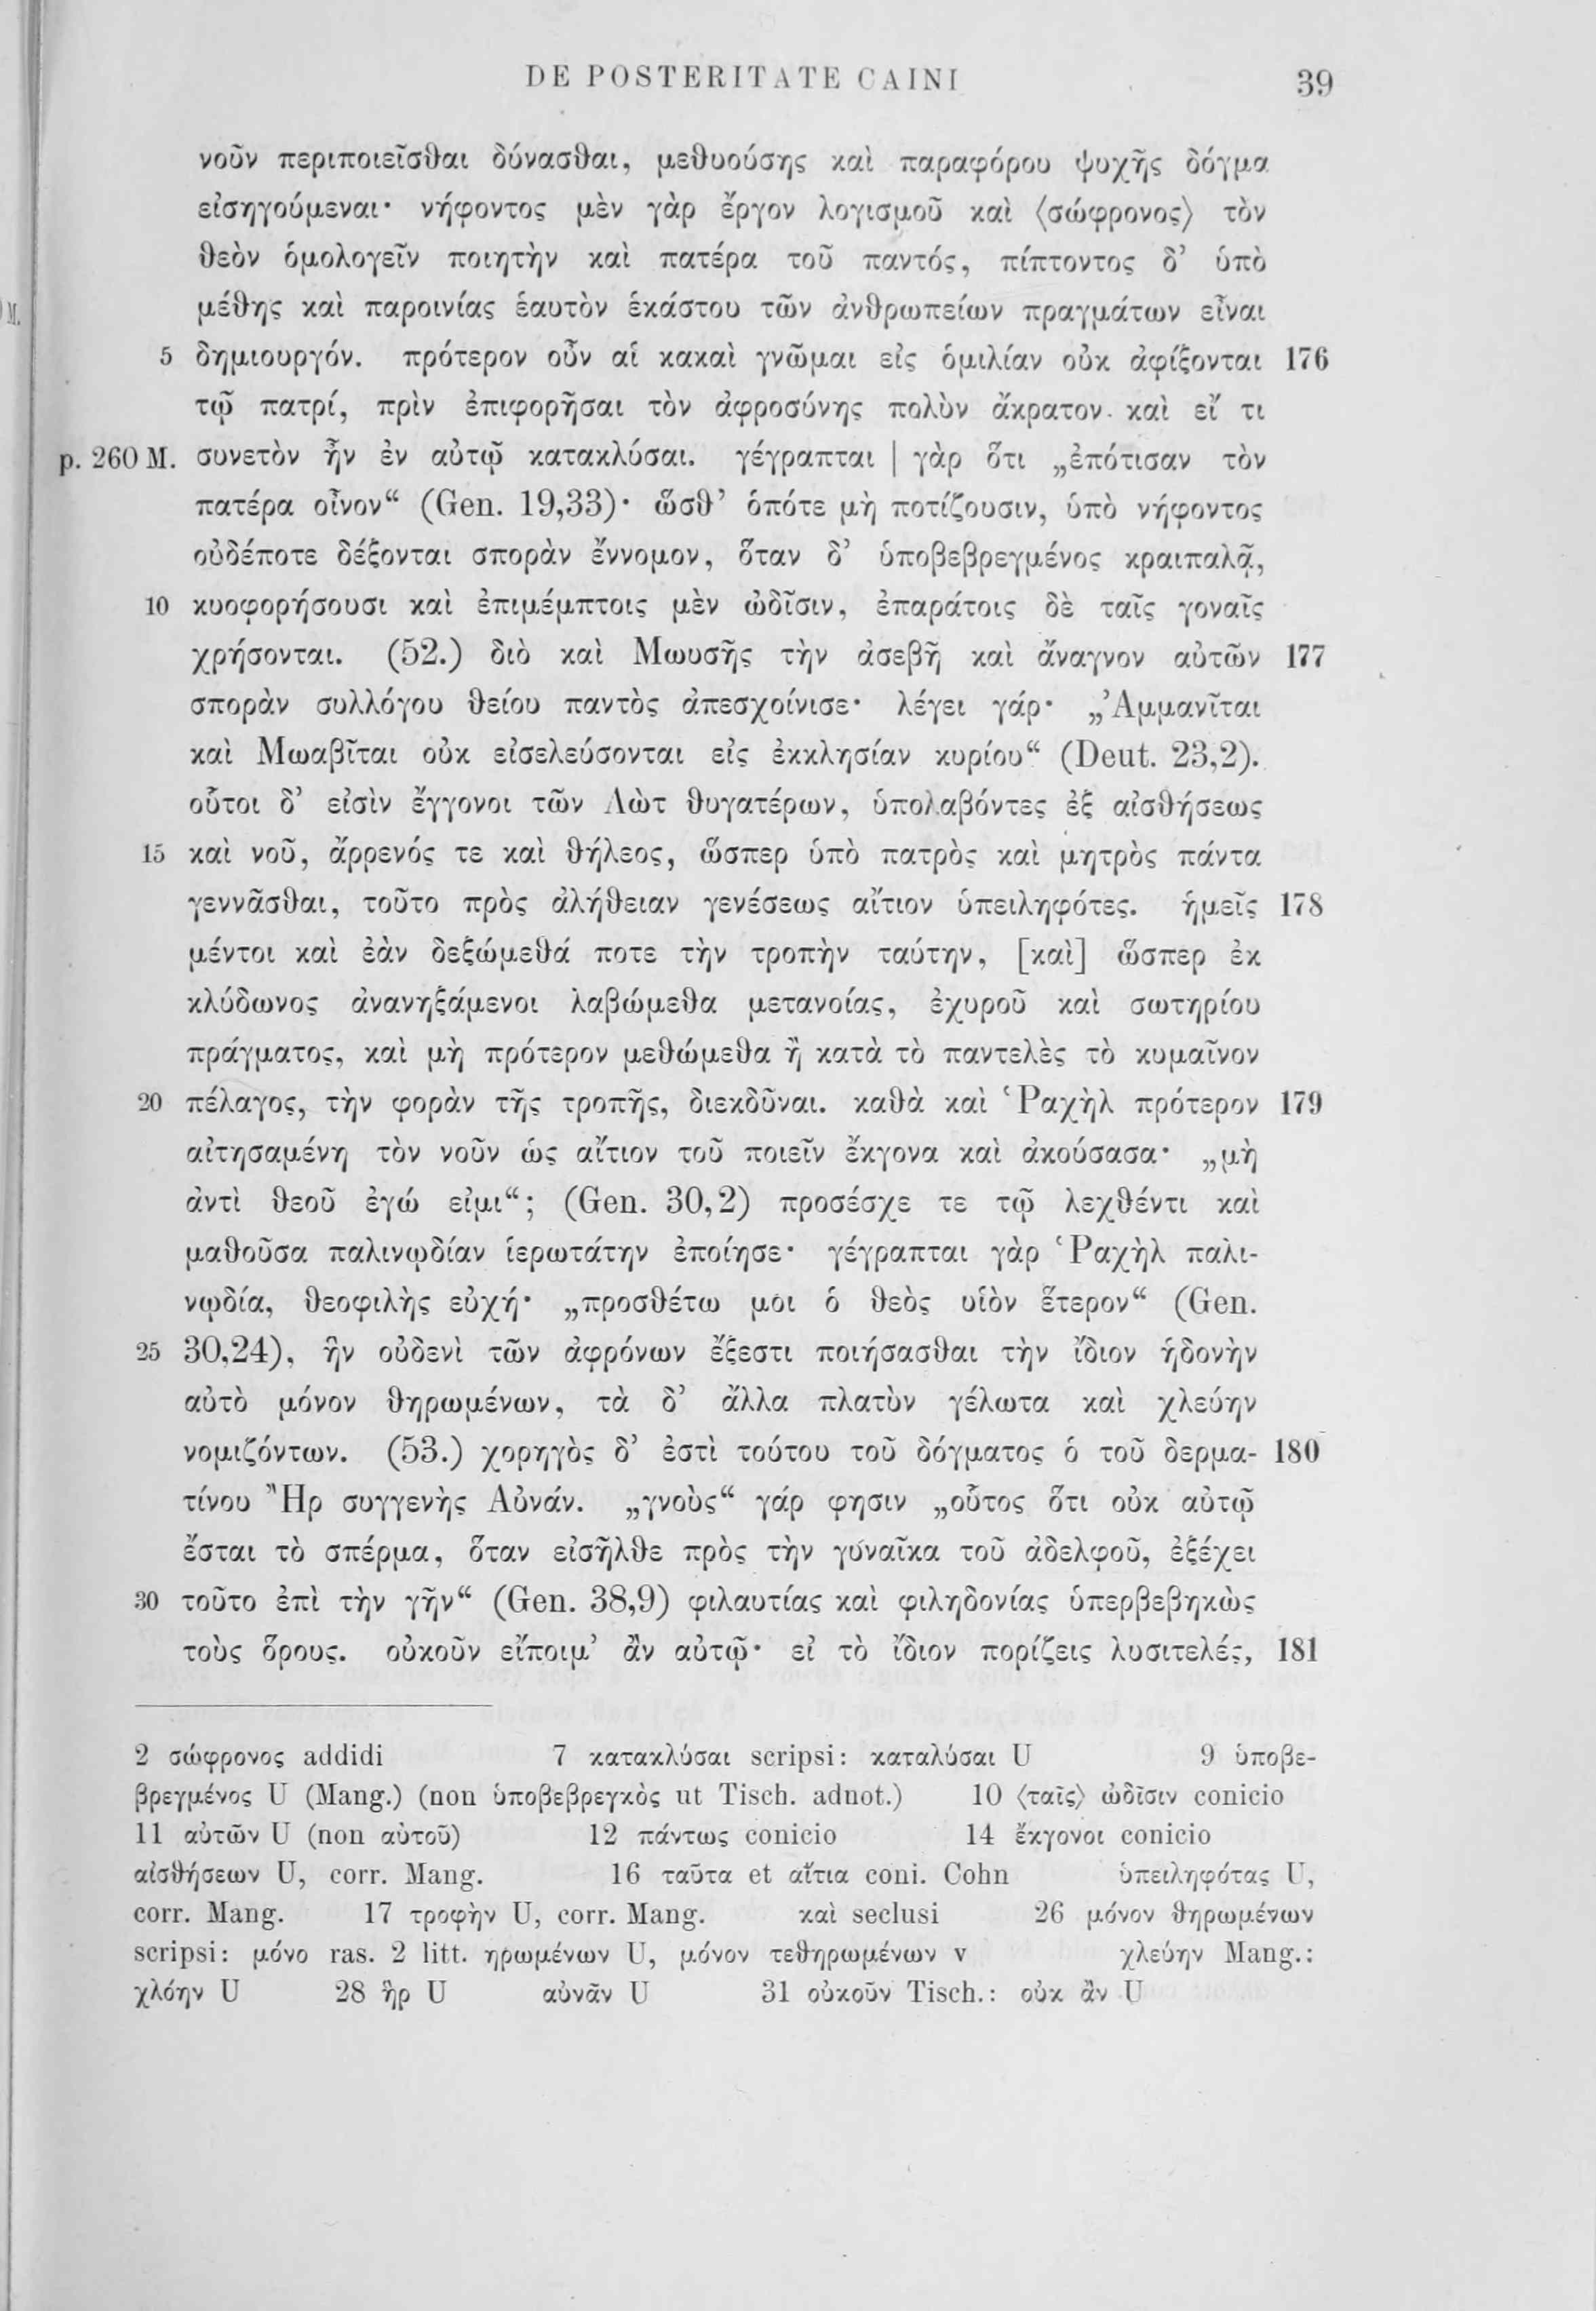 DE POSTERITATE CAINI 39
νοῦν περιποιεῖσθαι δύνασθαι, μεθυούσης καὶ παραφόρου ψυχῆς δόγμα
εἰσηγούμεναι· νήφοντος μὲν γὰρ ἔργον λογισμοῦ καὶ ⟨σώφρονος⟩ τὸν
θεὸν ὁμολογεῖν ποιητὴν καὶ πατέρα τοῦ παντός, πίπτοντος δ’ ὑπὸ
M. μέθης καὶ παροινίας ἑαυτὸν ἑκάστου τῶν ἀνθρωπείων πραγμάτων εἶναι
5 δημιουργόν. πρότερον οὖν αἱ κακαὶ γνῶμαι εἰς ὁμιλίαν οὐκ ἀφίξονται 176
τῷ πατρί, πρὶν ἐπιφορῆσαι τὸν ἀφροσύνης πολὺν ἄκρατον καὶ εἴ τι
p. 260 M. συνετὸν ἦν ἐν αὐτῷ κατακλύσαι. γέγραπται | γὰρ ὅτι „ἐπότισαν τὸν
πατέρα οἶνον“ (Gen. 19,33)· ὥσθ’ ὁπότε μὴ ποτίζουσιν, ὑπὸ νήφοντος
οὐδέποτε δέξονται σπορὰν ἔννομον, ὅταν δ’ ὑποβεβρεγμένος κραιπαλᾷ,
10 κυοφορήσουσι καὶ ἐπιμέμπτοις μὲν ὠδῖσιν, ἐπαράτοις δὲ ταῖς γοναῖς
χρήσονται. (52.) διὸ καὶ Μωυσῆς τὴν ἀσεβῆ καὶ ἄναγνον αὐτῶν 177
σπορὰν συλλόγου θείου παντὸς ἀπεσχοίνισε· λέγει γάρ· „Ἀμμανῖται
καὶ Μωαβῖται οὐκ εἰσελεύσονται εἰς ἐκκλησίαν κυρίου“ (Deut. 23,2).
οὗτοι δ’ εἰσὶν ἔγγονοι τῶν Λὼτ θυγατέρων, ὑπολαβόντες ἐξ αἰσθήσεως
15 καὶ νοῦ, ἄρρενός τε καὶ θήλεος, ὥσπερ ὑπὸ πατρὸς καὶ μητρὸς πάντα
γεννᾶσθαι, τοῦτο πρὸς ἀλήθειαν γενέσεως αἴτιον ὑπειληφότες. ἡμεῖς 178
μέντοι καὶ ἐὰν δεξώμεθά ποτε τὴν τροπὴν ταύτην, [καὶ] ὥσπερ ἐκ
κλύδωνος ἀνανηξάμενοι λαβώμεθα μετανοίας, ἐχυροῦ καὶ σωτηρίου
πράγματος, καὶ μὴ πρότερον μεθώμεθα ἢ κατὰ τὸ παντελὲς τὸ κυμαῖνον
20 πέλαγος, τὴν φορὰν τῆς τροπῆς, διεκδῦναι. καθὰ καὶ Ῥαχὴλ πρότερον 179
αἰτησαμένη τὸν νοῦν ὡς αἴτιον τοῦ ποιεῖν ἔκγονα καὶ ἀκούσασα· „μὴ
ἀντὶ θεοῦ ἐγώ εἰμι“; (Gen. 30,2) προσέσχε τε τῷ λεχθέντι καὶ
μαθοῦσα παλινῳδίαν ἱερωτάτην ἐποίησε· γέγραπται γὰρ Ῥαχὴλ παλι-
νῳδία, θεοφιλὴς εὐχή· „προσθέτω μοι ὁ θεὸς υἱὸν ἕτερον“ (Gen.
25 30,24), ἣν οὐδενὶ τῶν ἀφρόνων ἔξεστι ποιήσασθαι τὴν ἴδιον ἡδονὴν
αὐτὸ μόνον θηρωμένων, τὰ δ’ ἄλλα πλατὺν γέλωτα καὶ χλεύην
νομιζόντων. (53.) χορηγὸς δ’ ἐστὶ τούτου τοῦ δόγματος ὁ τοῦ δερμα- 180
τίνου Ἢρ συγγενὴς Αὐνάν. „γνοὺς“ γάρ φησιν „οὗτος ὅτι οὐκ αὐτῷ
ἔσται τὸ σπέρμα, ὅταν εἰσῆλθε πρὸς τὴν γυναῖκα τοῦ ἀδελφοῦ, ἐξέχει
30 τοῦτο ἐπὶ τὴν γῆν“ (Gen. 38,9) φιλαυτίας καὶ φιληδονίας ὑπερβεβηκὼς
τοὺς ὅρους. οὐκοῦν εἴποιμ’ ἂν αὐτῷ· εἰ τὸ ἴδιον πορίζεις λυσιτελές, 181
2 σώφρονος addidi 7 κατακλύσαι scripsi: καταλύσαι U 9 ὑποβε-
βρεγμένος U (Mang.) (non ὑποβεβρεγκὸς ut Tisch. adnot.) 10 ⟨ταῖς⟩ ὠδῖσιν conicio
11 αὐτῶν U (non αὐτοῦ) 12 πάντως conicio 14 ἔκγονοι conicio
αἰσθήσεων U, corr. Mang. 16 ταῦτα et αἴτια coni. Cohn ὑπειληφότας U,
corr. Mang. 17 τροφὴν U, corr. Mang. καὶ seclusi 26 μόνον θηρωμένων
scripsi: μόνο ras. 2 litt. ηρωμένων U, μόνον τεθηρωμένων v χλεύην Mang.:
χλόην U 28 ἢρ U αὐνᾶν U 31 οὐκοῦν Tisch.: οὐκ ἂν U